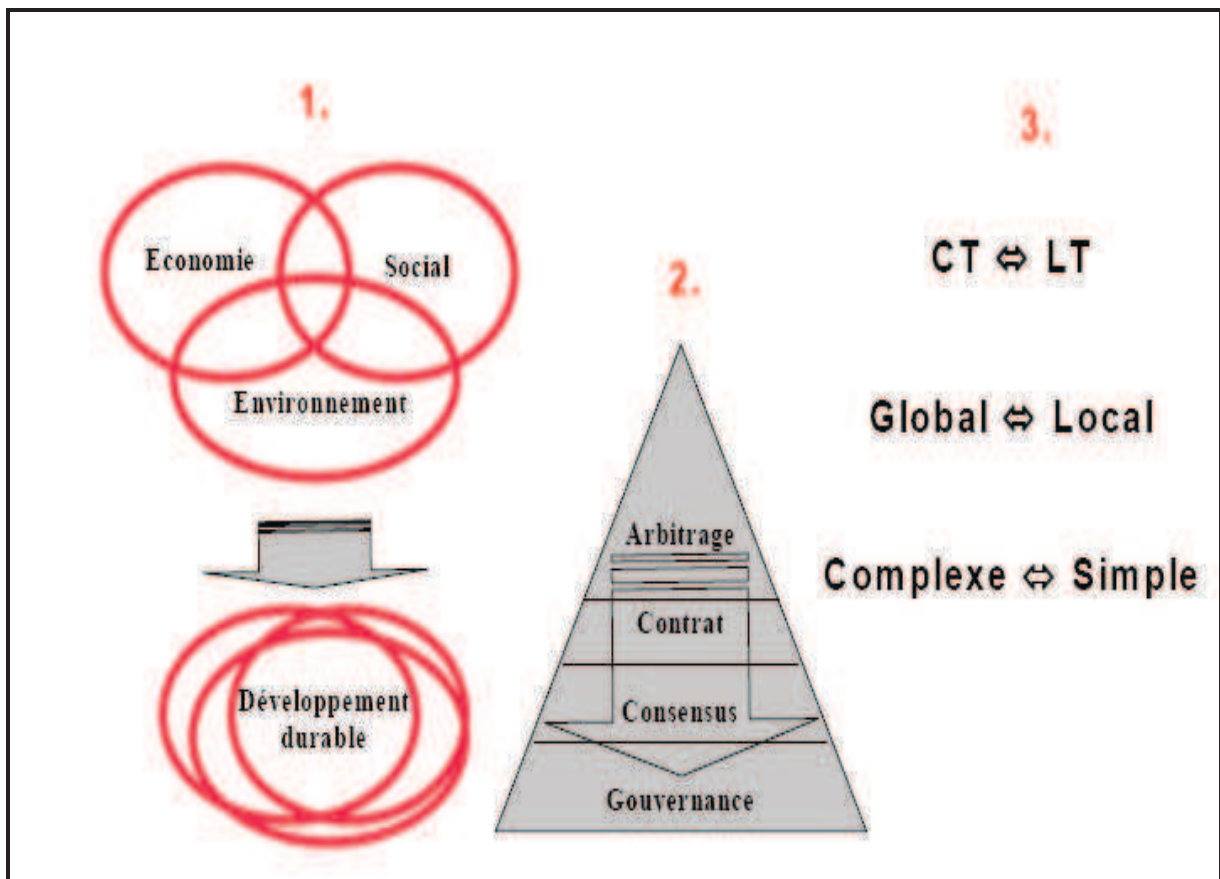 1.
Economie
Social
Environnement
Développement
durable
2.
Arbitrage
Contrat
Consensus
Gouvernance
3.
CT ⇔ LT
Global ⇔ Local
Complexe ⇔ Simple